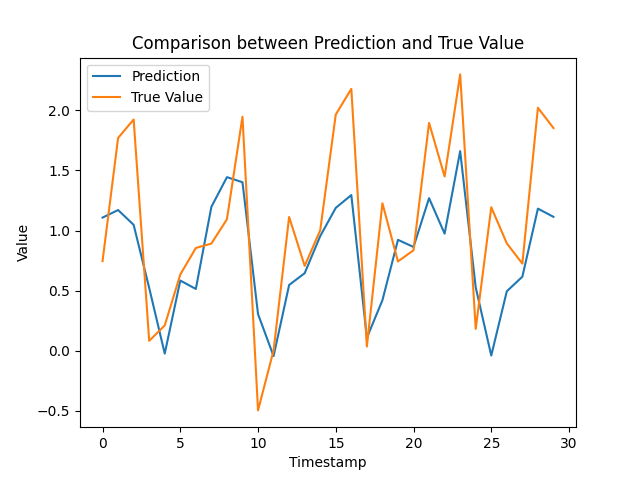 Comparison between Prediction and True Value
Prediction
True Value
2.0
1.5
1.0
0.5
0.0
−0.5
Value
0 5 10 15 20 25 30
Timestamp